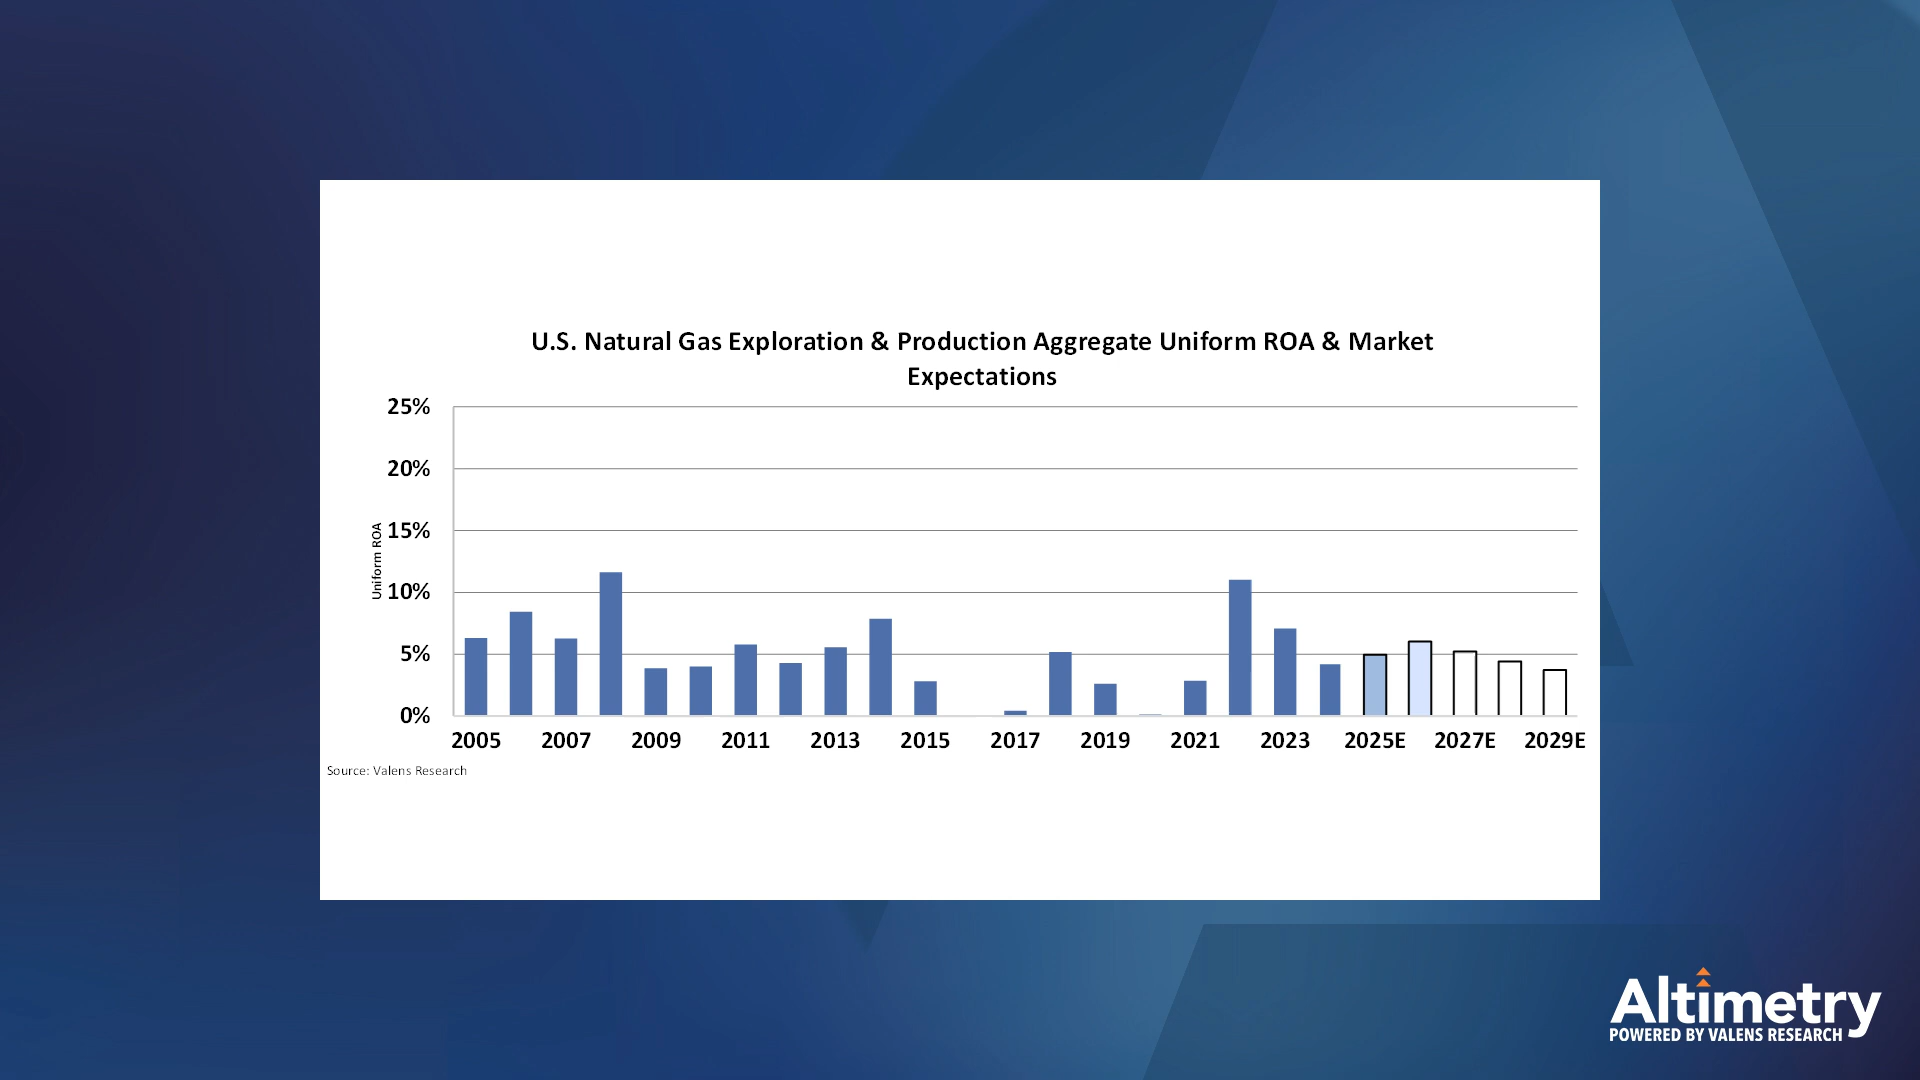 U.S. Natural Gas Exploration & Production Aggregate Uniform ROA & Market
Expectations
25%
20%
15%
10%
5%
0%
Uniform ROA
2005 2007 2009 2011 2013 2015 2017 2019 2021 2023 2025E 2027E 2029E
Source: Valens Research
Altimetry
POWERED BY VALENS RESEARCH